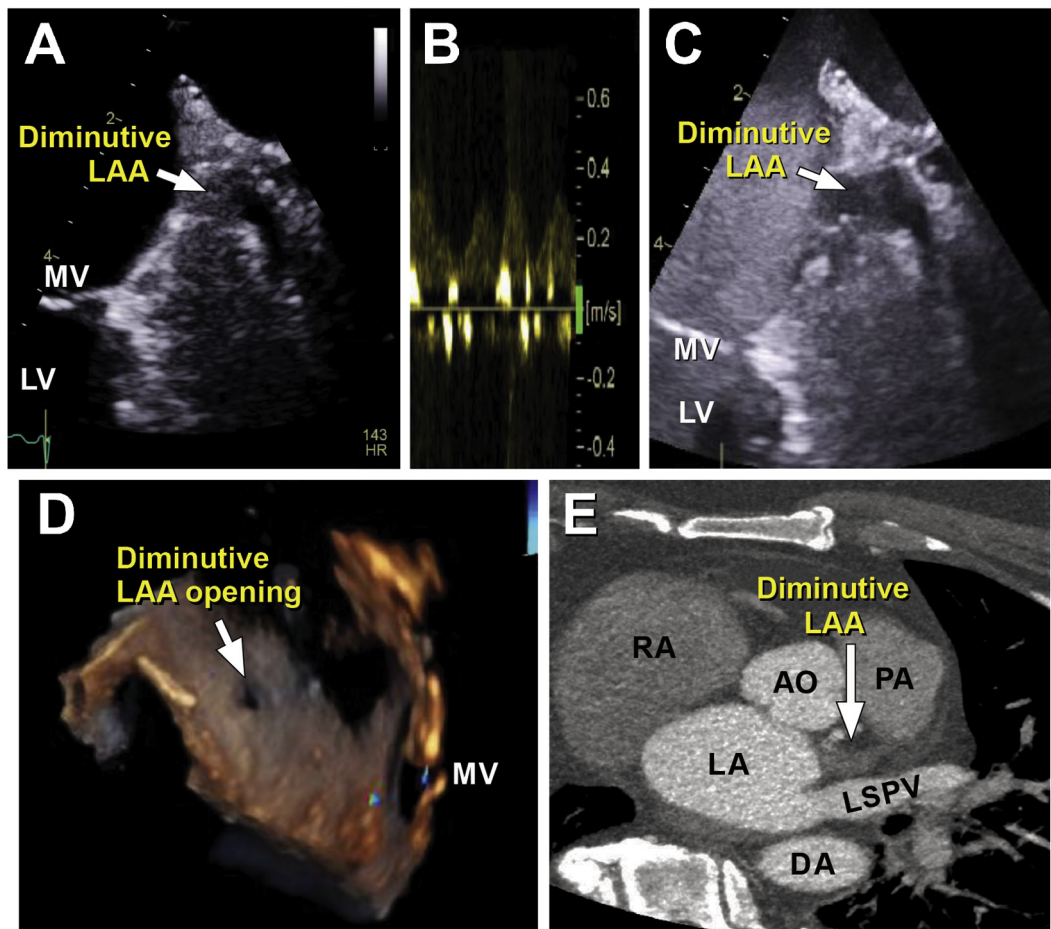 A
2
Diminutive
LAA
4
MV
LV
143
HR
B
0.6
0.4
0.2
[m/s]
-0.2
-0.4
C
2
Diminutive
LAA
4
MV
LV
D
Diminutive
LAA opening
MV
E
Diminutive
LAA
RA
AO
PA
LA
LSPV
DA